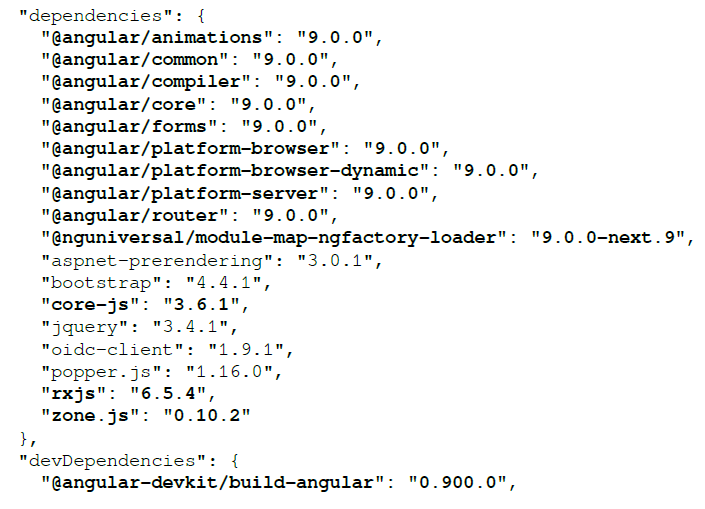 "dependencies": {
"@angular/animations": "9.0.0",
"@angular/common": "9.0.0",
"@angular/compiler": "9.0.0",
"@angular/core": "9.0.0",
"@angular/forms": "9.0.0",
"@angular/platform-browser": "9.0.0",
"@angular/platform-browser-dynamic": "9.0.0",
"@angular/platform-server": "9.0.0",
"@angular/router": "9.0.0",
"@nguniversal/module-map-ngfactory-loader": "9.0.0-next.9",
"aspnet-prerendering": "3.0.1",
"bootstrap": "4.4.1",
"core-js": "3.6.1",
"jquery": "3.4.1",
"oidc-client": "1.9.1",
"popper.js": "1.16.0",
"rxjs": "6.5.4",
"zone.js": "0.10.2"
},
"devDependencies": {
"@angular-devkit/build-angular": "0.900.0",